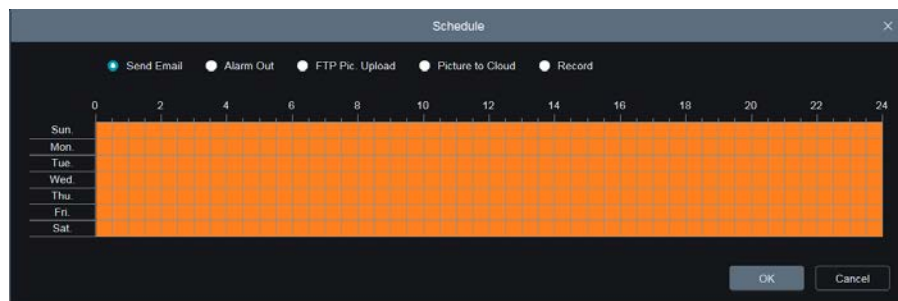 Schedule
Send Email Alarm Out FTP Pic. Upload Picture to Cloud Record
0 2 4 6 8 10 12 14 16 18 20 22 24
Sun.
Mon.
Tue.
Wed.
Thu.
Fri.
Sat.
OK Cancel